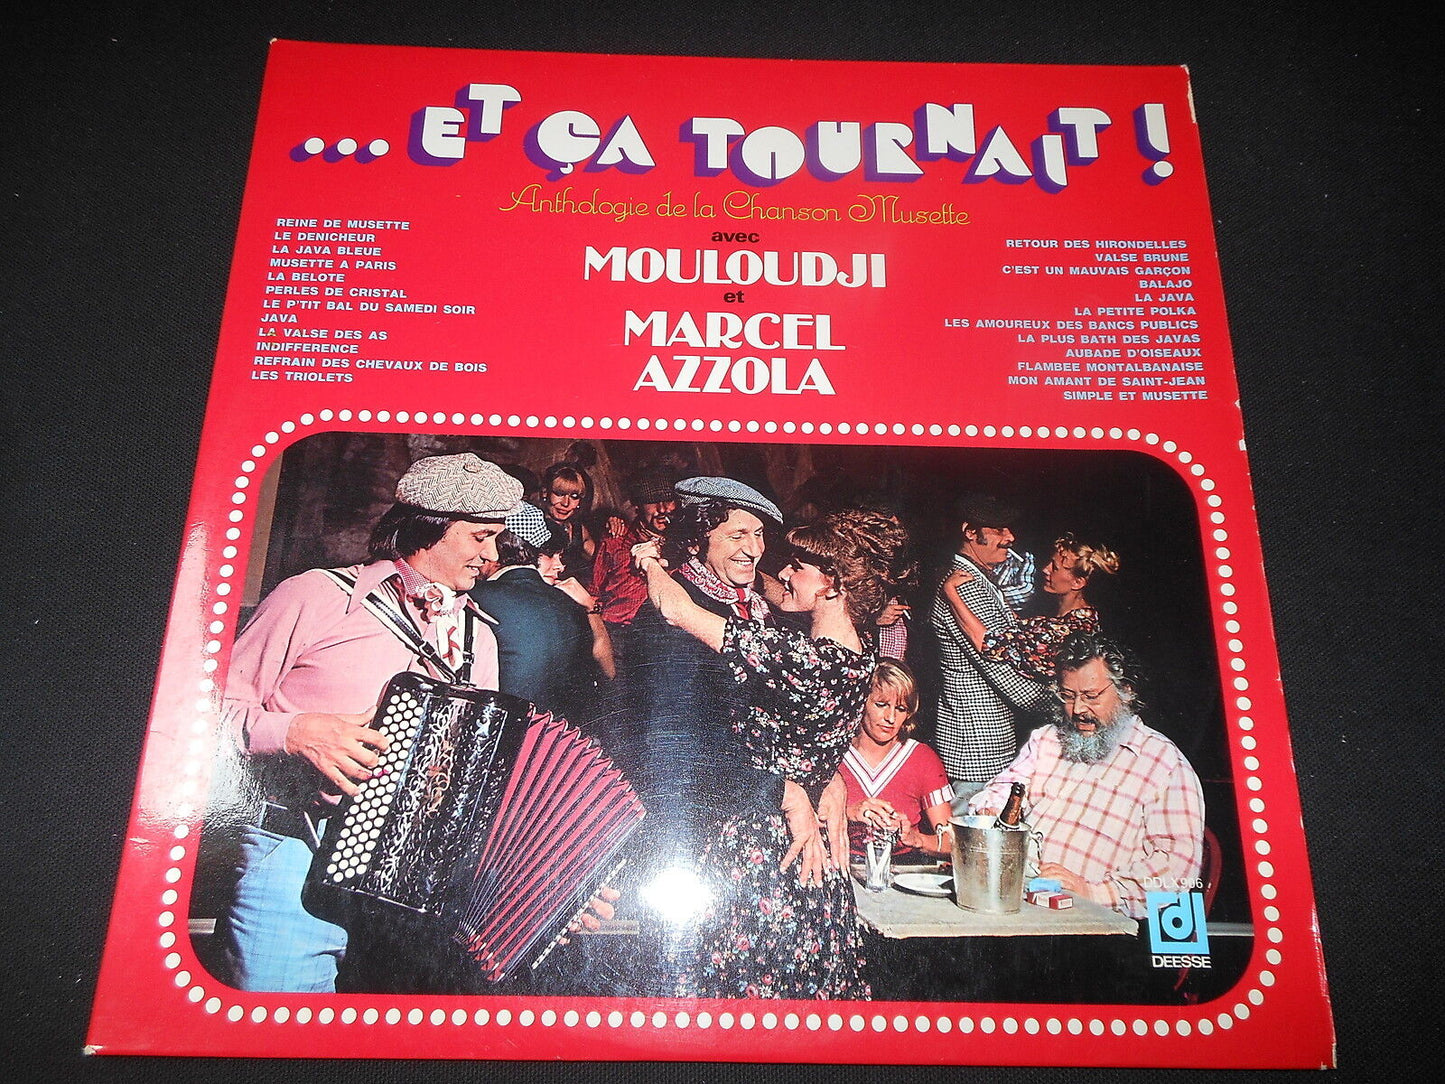 ... ET ÇA TOURNAIT !
Anthologie de la Chanson Musette
avec
MOULOUDJI
et
MARCEL
AZZOLA
REINE DE MUSETTE
LE DENICHEUR
LA JAVA BLEUE
MUSETTE A PARIS
LA BELOTE
PERLES DE CRISTAL
LE P'TIT BAL DU SAMEDI SOIR
JAVA
LA VALSE DES AS
INDIFFERENCE
REFRAIN DES CHEVAUX DE BOIS
LES TRIOLETS
RETOUR DES HIRONDELLES
VALSE BRUNE
C'EST UN MAUVAIS GARÇON
BALAJO
LA JAVA
LA PETITE POLKA
LES AMOUREUX DES BANCS PUBLICS
LA PLUS BATH DES JAVAS
AUBADE D'OISEAUX
FLAMBEE MONTALBANAISE
MON AMANT DE SAINT-JEAN
SIMPLE ET MUSETTE
DDLX 906
d
DEESSE